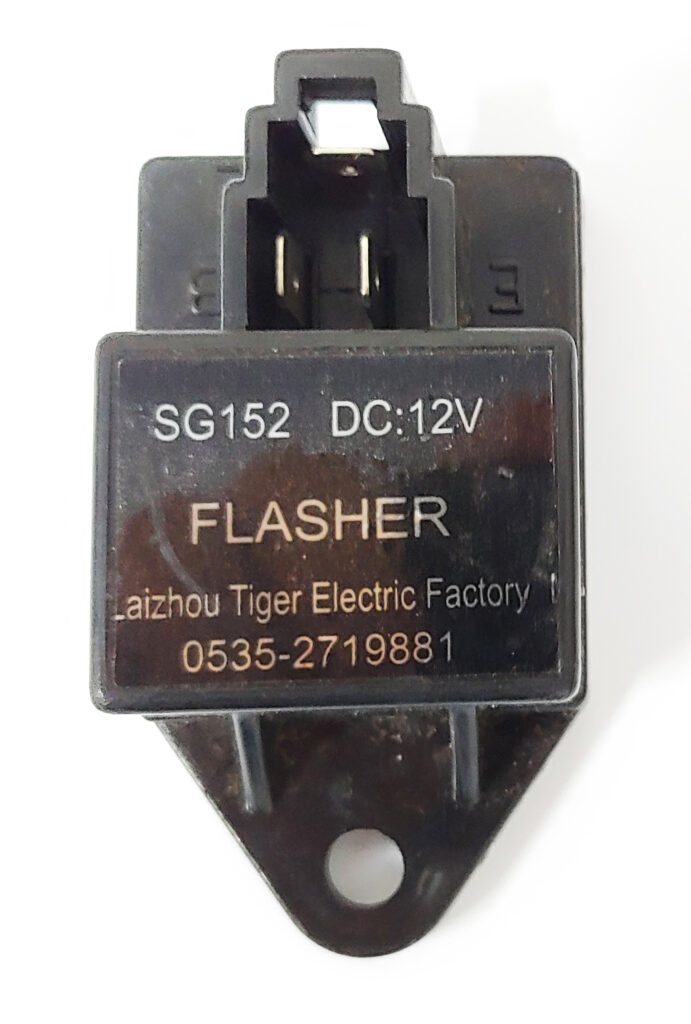 B
E
SG152 DC:12V
FLASHER
Laizhou Tiger Electric Factory
0535-2719881